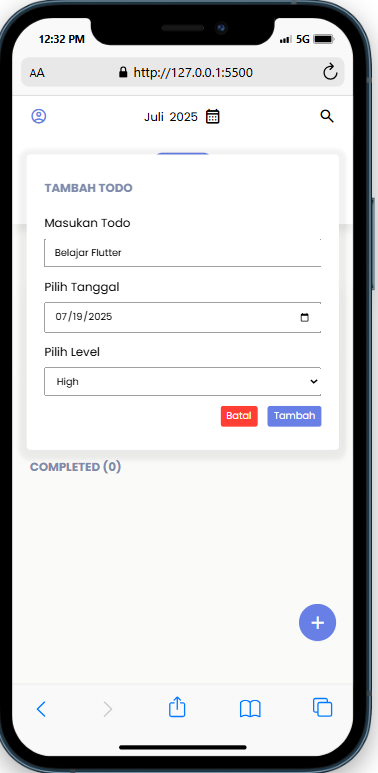 12:32 PM
5G
AA
http://127.0.0.1:5500
Juli 2025
TAMBAH TODO
Masukan Todo
Belajar Flutter
Pilih Tanggal
07/19/2025
Pilih Level
High
Batal
Tambah
COMPLETED (0)
+